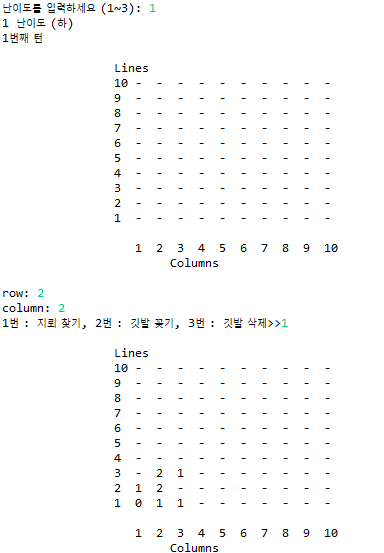 난이도를 입력하세요 (1~3): 1
1 난이도 (하)
1번째 턴
Lines
10 - - - - - - - - - -
9 - - - - - - - - - -
8 - - - - - - - - - -
7 - - - - - - - - - -
6 - - - - - - - - - -
5 - - - - - - - - - -
4 - - - - - - - - - -
3 - - - - - - - - - -
2 - - - - - - - - - -
1 - - - - - - - - - -
1 2 3 4 5 6 7 8 9 10
Columns
row: 2
column: 2
1번 : 지뢰 찾기, 2번 : 깃발 꽂기, 3번 : 깃발 삭제>>1
Lines
10 - - - - - - - - - -
9 - - - - - - - - - -
8 - - - - - - - - - -
7 - - - - - - - - - -
6 - - - - - - - - - -
5 - - - - - - - - - -
4 - - - - - - - - - -
3 - 2 1 - - - - - - -
2 1 2 - - - - - - - -
1 0 1 1 - - - - - - -
1 2 3 4 5 6 7 8 9 10
Columns